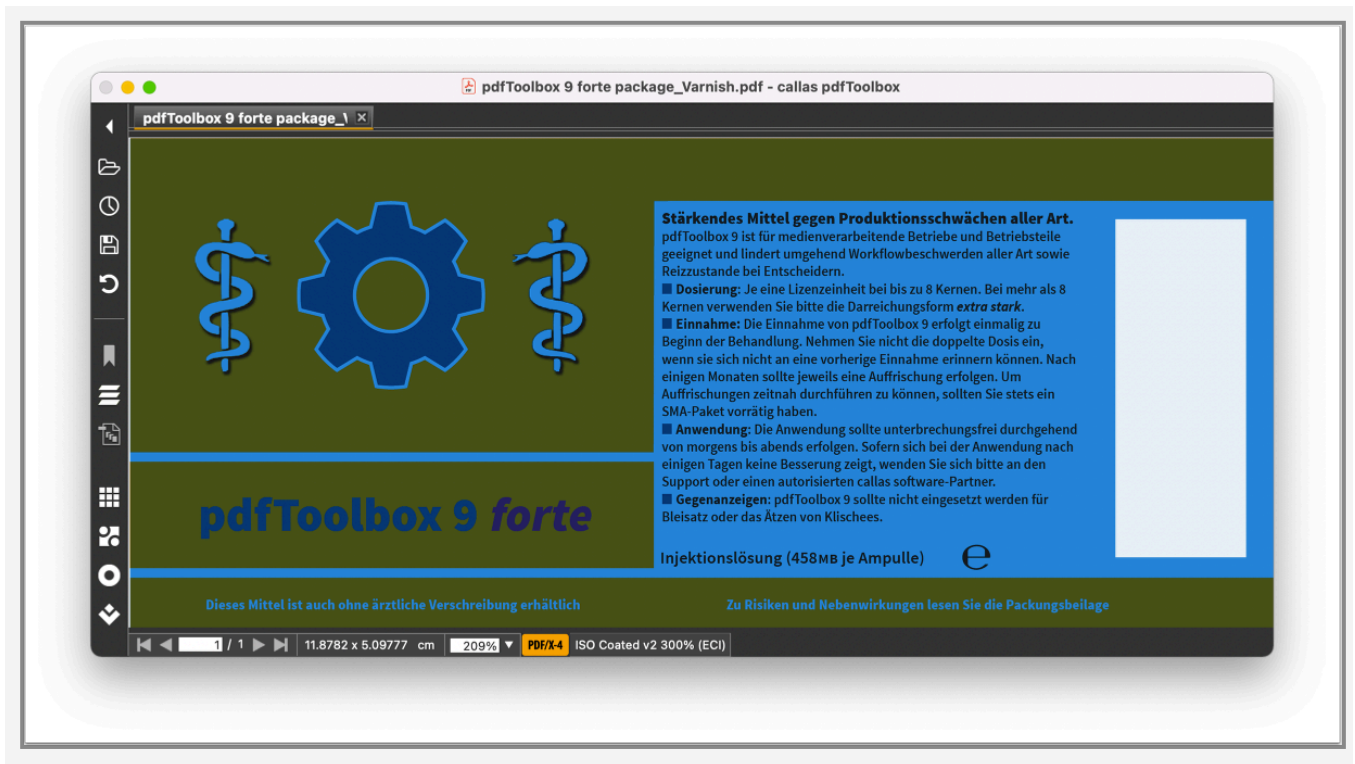 pdfToolbox 9 forte package_Varnish.pdf - callas pdfToolbox
pdfToolbox 9 forte package_V
Stärkendes Mittel gegen Produktionsschwächen aller Art.
pdfToolbox 9 ist für medienverarbeitende Betriebe und Betriebsteile
geeignet und lindert umgehend Workflowbeschwerden aller Art sowie
Reizzustande bei Entscheidern.
■ Dosierung: Je eine Lizenzeinheit bei bis zu 8 Kernen. Bei mehr als 8
Kernen verwenden Sie bitte die Darreichungsform extra stark.
■ Einnahme: Die Einnahme von pdfToolbox 9 erfolgt einmalig zu
Beginn der Behandlung. Nehmen Sie nicht die doppelte Dosis ein,
wenn sie sich nicht an eine vorherige Einnahme erinnern können. Nach
einigen Monaten sollte jeweils eine Auffrischung erfolgen. Um
Auffrischungen zeitnah durchführen zu können, sollten Sie stets ein
SMA-Paket vorrätig haben.
■ Anwendung: Die Anwendung sollte unterbrechungsfrei durchgehend
von morgens bis abends erfolgen. Sofern sich bei der Anwendung nach
einigen Tagen keine Besserung zeigt, wenden Sie sich bitte an den
Support oder einen autorisierten callas software-Partner.
■ Gegenanzeigen: pdfToolbox 9 sollte nicht eingesetzt werden für
Bleisatz oder das Ätzen von Klischees.
pdfToolbox 9 forte
Injektionslösung (458MB je Ampulle) ℮
Dieses Mittel ist auch ohne ärztliche Verschreibung erhältlich
Zu Risiken und Nebenwirkungen lesen Sie die Packungsbeilage
1 / 1 11.8782 x 5.09777 cm 209% PDF/X-4 ISO Coated v2 300% (ECI)